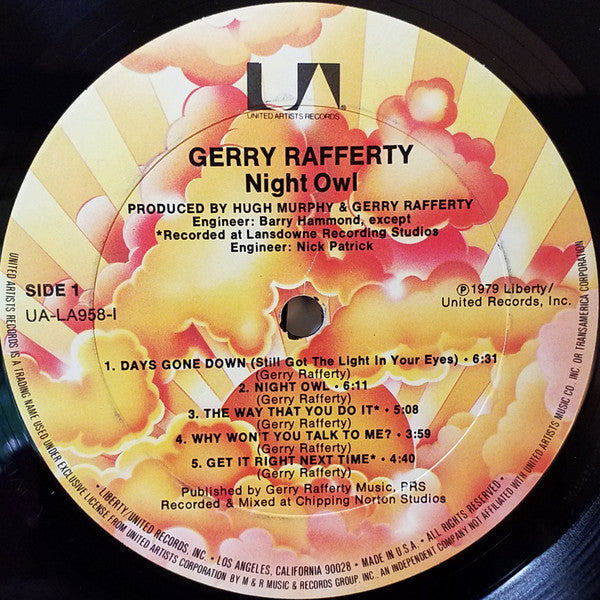 UA®
UNITED ARTISTS RECORDS
GERRY RAFFERTY
Night Owl
PRODUCED BY HUGH MURPHY & GERRY RAFFERTY
Engineer: Barry Hammond, except
*Recorded at Lansdowne Recording Studios
Engineer: Nick Patrick
SIDE 1
UA-LA958-I
℗1979 Liberty/
United Records, Inc.
1. DAYS GONE DOWN (Still Got The Light In Your Eyes) • 6:31
(Gerry Rafferty)
2. NIGHT OWL • 6:11
(Gerry Rafferty)
3. THE WAY THAT YOU DO IT* • 5:08
(Gerry Rafferty)
4. WHY WON'T YOU TALK TO ME? • 3:59
(Gerry Rafferty)
5. GET IT RIGHT NEXT TIME* • 4:40
(Gerry Rafferty)
Published by Gerry Rafferty Music, PRS
Recorded & Mixed at Chipping Norton Studios
• LIBERTY/UNITED RECORDS, INC. • LOS ANGELES, CALIFORNIA 90028 • MADE IN U.S.A. • ALL RIGHTS RESERVED •
UNITED ARTISTS RECORDS IS A TRADING NAME USED UNDER EXCLUSIVE LICENSE FROM UNITED ARTISTS CORPORATION BY M & R MUSIC & RECORDS GROUP, INC., AN INDEPENDENT COMPANY NOT AFFILIATED WITH UNITED ARTISTS MUSIC CO. INC. OR TRANSAMERICA CORPORATION